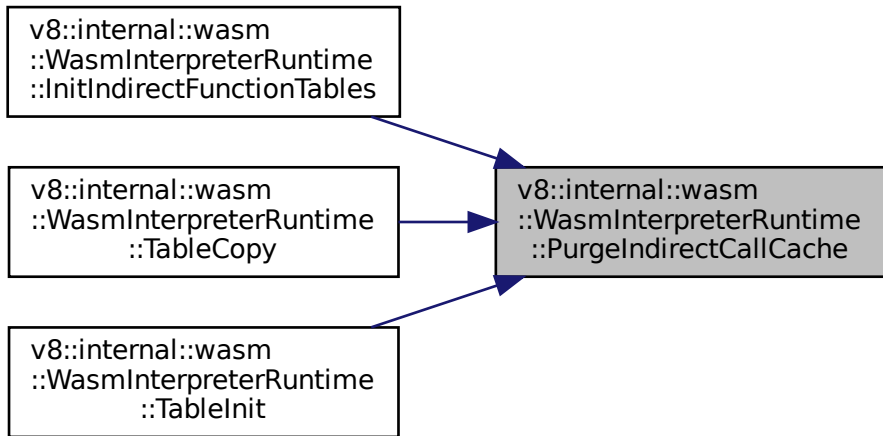 v8::internal::wasm
::WasmInterpreterRuntime
::InitIndirectFunctionTables
v8::internal::wasm
::WasmInterpreterRuntime
::TableCopy
v8::internal::wasm
::WasmInterpreterRuntime
::TableInit
v8::internal::wasm
::WasmInterpreterRuntime
::PurgeIndirectCallCache